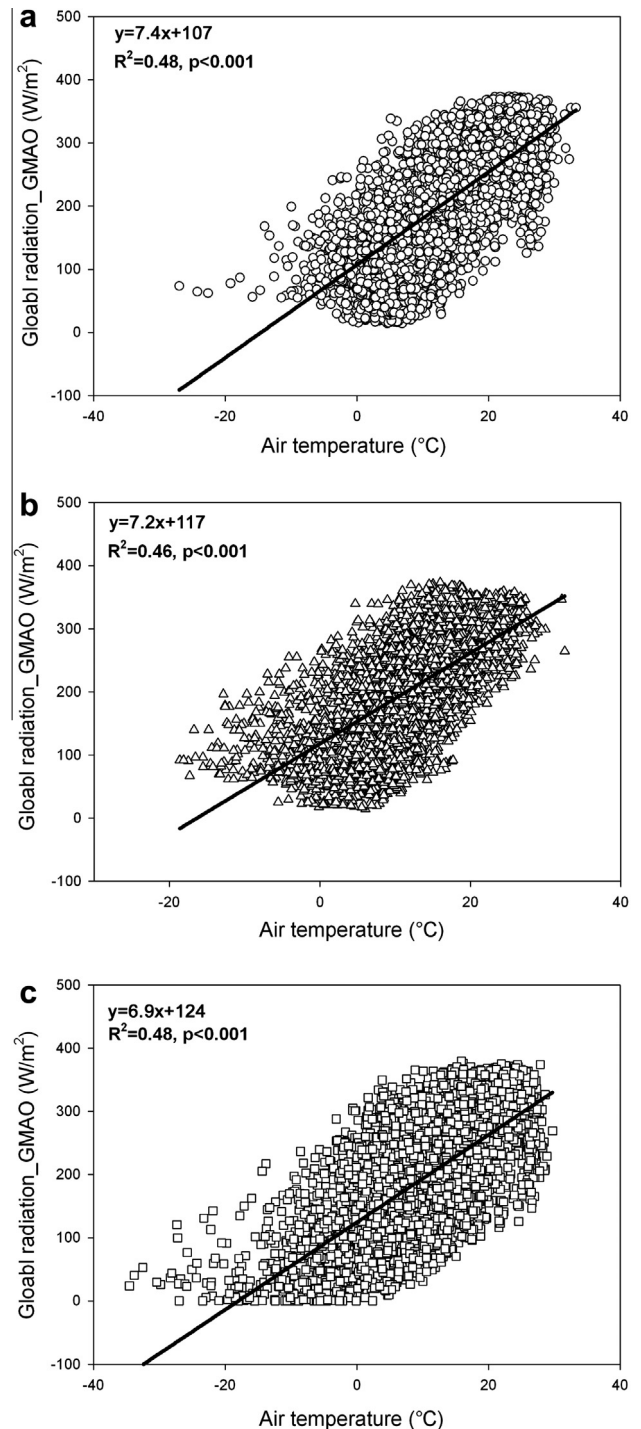 a
y=7.4x+107
R²=0.48, p<0.001
Gloabl radiation_GMAO (W/m²)
500
400
300
200
100
0
-100
-40
-20
0
20
40
Air temperature (°C)
b
y=7.2x+117
R²=0.46, p<0.001
Gloabl radiation_GMAO (W/m²)
500
400
300
200
100
0
-100
-20
0
20
40
Air temperature (°C)
c
y=6.9x+124
R²=0.48, p<0.001
Gloabl radiation_GMAO (W/m²)
500
400
300
200
100
0
-100
-40
-20
0
20
40
Air temperature (°C)